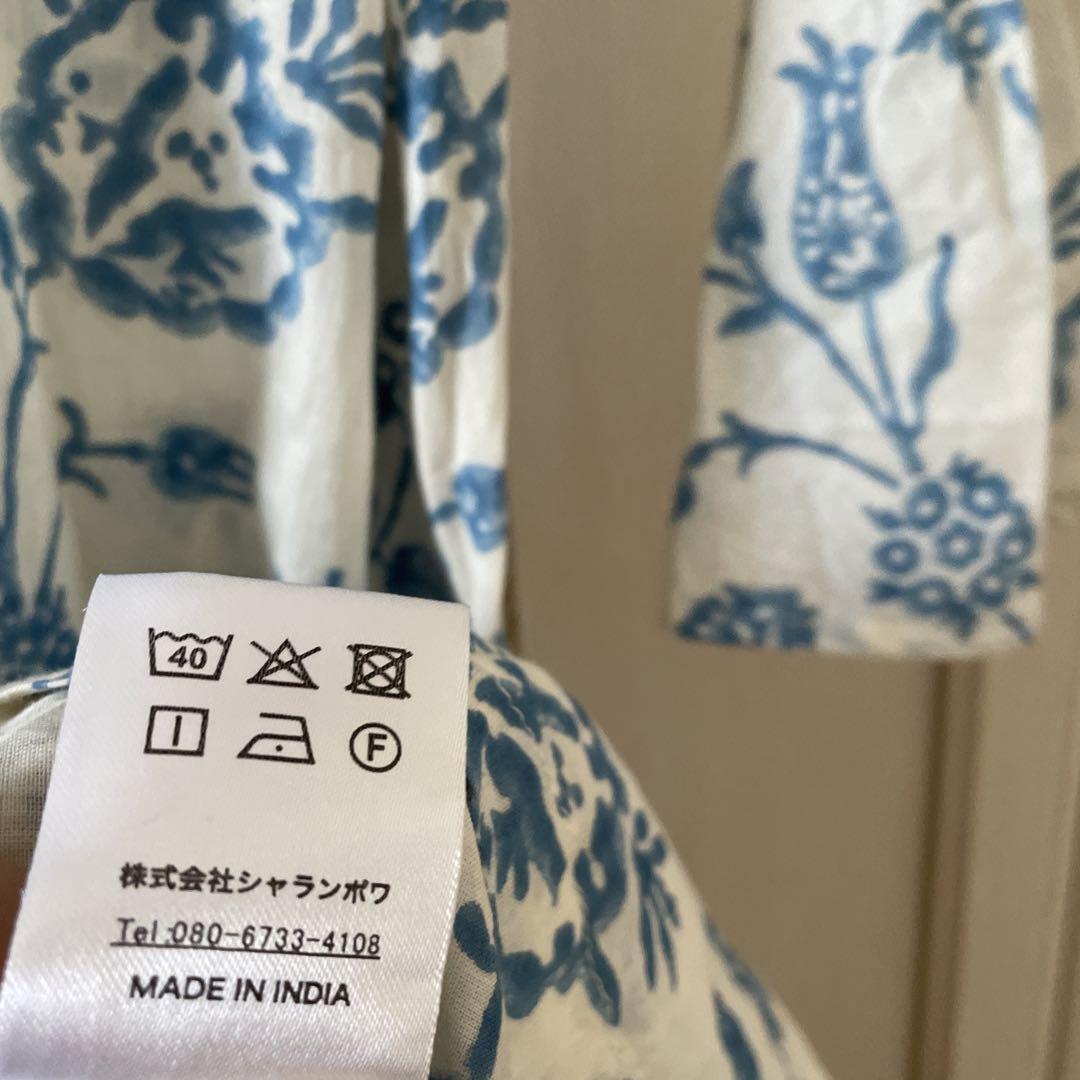 40
F
株式会社シャランポワ
Tel:080-6733-4108
MADE IN INDIA